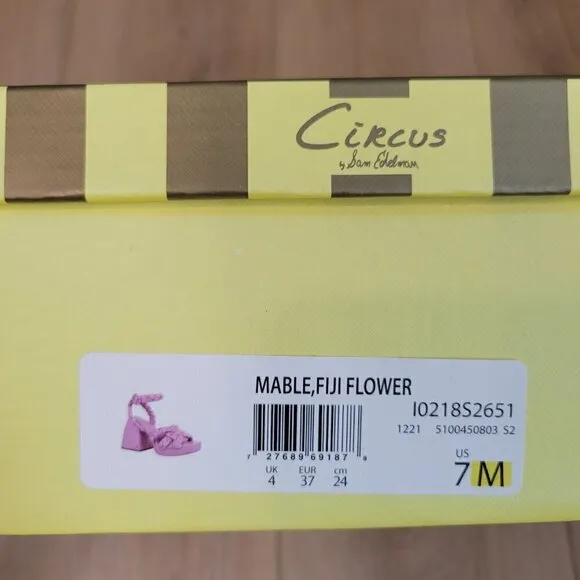 Circus
by Sam Edelman
MABLE,FIJI FLOWER
I0218S2651
1221 5100450803 S2
7 27689 69187 8
UK EUR cm
4 37 24
US
7 M